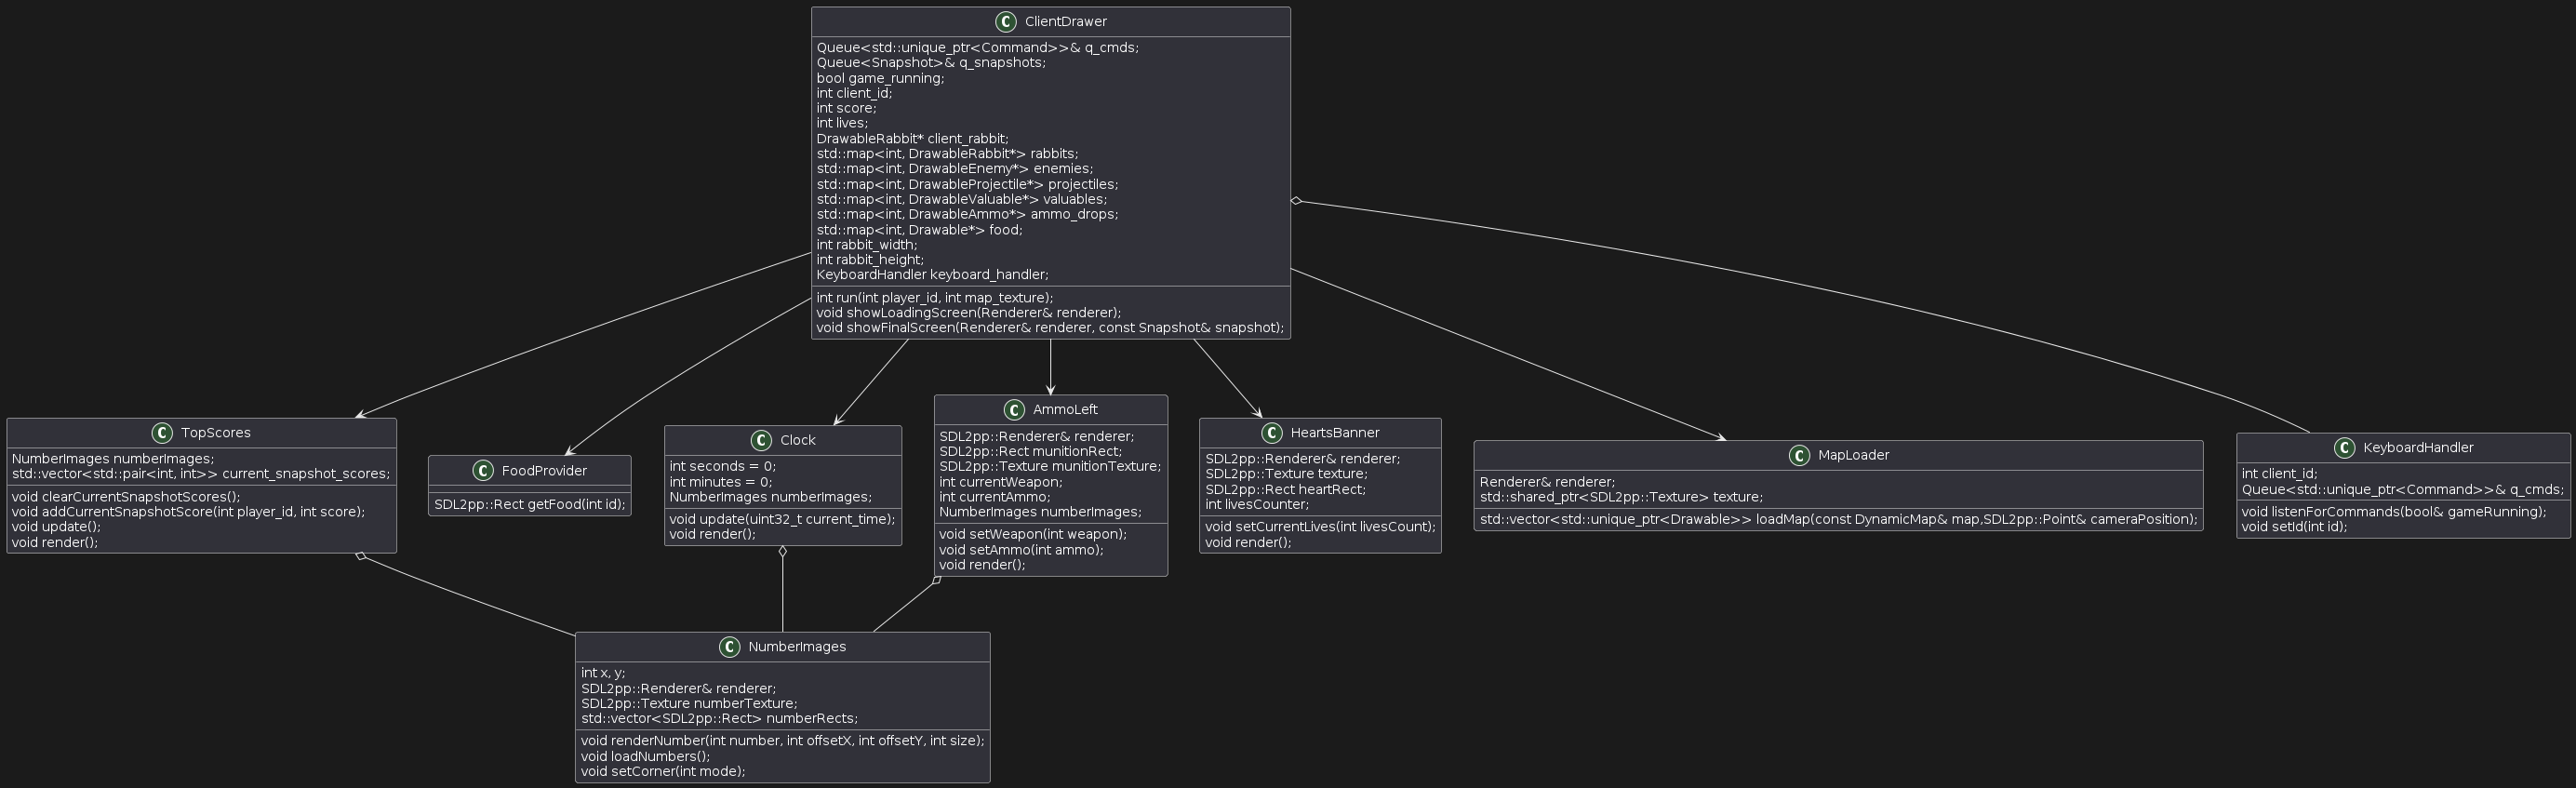 C ClientDrawer
Queue<std::unique_ptr<Command>>& q_cmds;
Queue<Snapshot>& q_snapshots;
bool game_running;
int client_id;
int score;
int lives;
DrawableRabbit* client_rabbit;
std::map<int, DrawableRabbit*> rabbits;
std::map<int, DrawableEnemy*> enemies;
std::map<int, DrawableProjectile*> projectiles;
std::map<int, DrawableValuable*> valuables;
std::map<int, DrawableAmmo*> ammo_drops;
std::map<int, Drawable*> food;
int rabbit_width;
int rabbit_height;
KeyboardHandler keyboard_handler;
int run(int player_id, int map_texture);
void showLoadingScreen(Renderer& renderer);
void showFinalScreen(Renderer& renderer, const Snapshot& snapshot);
C TopScores
NumberImages numberImages;
std::vector<std::pair<int, int>> current_snapshot_scores;
void clearCurrentSnapshotScores();
void addCurrentSnapshotScore(int player_id, int score);
void update();
void render();
C FoodProvider
SDL2pp::Rect getFood(int id);
C Clock
int seconds = 0;
int minutes = 0;
NumberImages numberImages;
void update(uint32_t current_time);
void render();
C AmmoLeft
SDL2pp::Renderer& renderer;
SDL2pp::Rect munitionRect;
SDL2pp::Texture munitionTexture;
int currentWeapon;
int currentAmmo;
NumberImages numberImages;
void setWeapon(int weapon);
void setAmmo(int ammo);
void render();
C HeartsBanner
SDL2pp::Renderer& renderer;
SDL2pp::Texture texture;
SDL2pp::Rect heartRect;
int livesCounter;
void setCurrentLives(int livesCount);
void render();
C MapLoader
Renderer& renderer;
std::shared_ptr<SDL2pp::Texture> texture;
std::vector<std::unique_ptr<Drawable>> loadMap(const DynamicMap& map,SDL2pp::Point& cameraPosition);
C KeyboardHandler
int client_id;
Queue<std::unique_ptr<Command>>& q_cmds;
void listenForCommands(bool& gameRunning);
void setId(int id);
C NumberImages
int x, y;
SDL2pp::Renderer& renderer;
SDL2pp::Texture numberTexture;
std::vector<SDL2pp::Rect> numberRects;
void renderNumber(int number, int offsetX, int offsetY, int size);
void loadNumbers();
void setCorner(int mode);